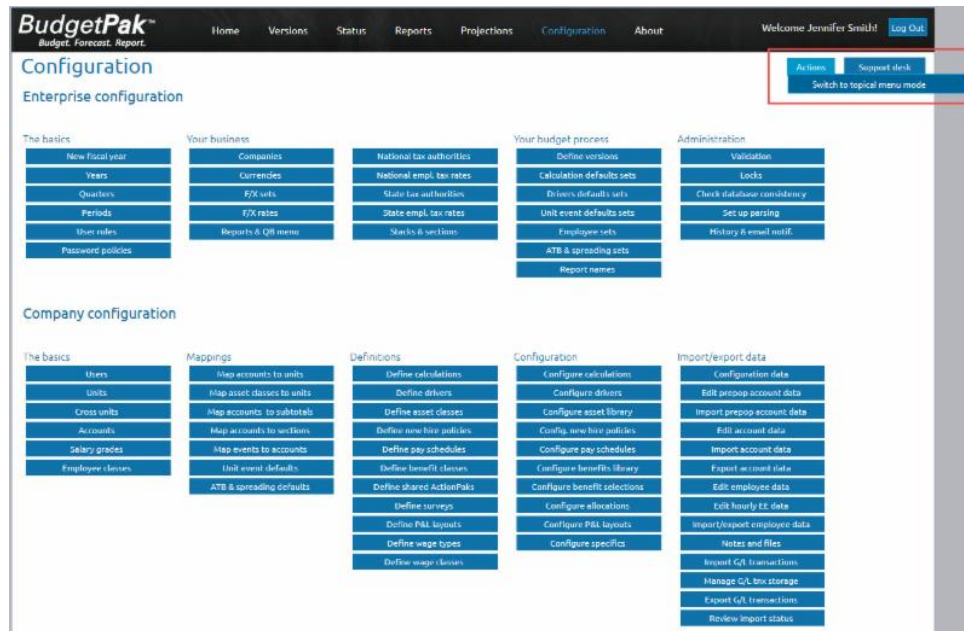 BudgetPak™
Budget. Forecast. Report.
Home Versions Status Reports Projections Configuration About
Welcome Jennifer Smith! Log Out
Configuration
Actions Support desk
Switch to topical menu mode
Enterprise configuration
The basics
New fiscal year
Years
Quarters
Periods
User roles
Password policies
Your business
Companies
Currencies
F/X sets
F/X rates
Reports & QB menu
National tax authorities
National empl. tax rates
State tax authorities
State empl. tax rates
Stacks & sections
Your budget process
Define versions
Calculation defaults sets
Drivers defaults sets
Unit event defaults sets
Employee sets
ATB & spreading sets
Report names
Administration
Validation
Locks
Check database consistency
Set up parsing
History & email notif.
Company configuration
The basics
Users
Units
Cross units
Accounts
Salary grades
Employee classes
Mappings
Map accounts to units
Map asset classes to units
Map accounts to subtotals
Map accounts to sections
Map events to accounts
Unit event defaults
ATB & spreading defaults
Definitions
Define calculations
Define drivers
Define asset classes
Define new hire policies
Define pay schedules
Define benefit classes
Define shared ActionPaks
Define surveys
Define P&L layouts
Define wage types
Define wage classes
Configuration
Configure calculations
Configure drivers
Configure asset library
Config. new hire policies
Configure pay schedules
Configure benefits library
Configure benefit selections
Configure allocations
Configure P&L layouts
Configure specifics
Import/export data
Configuration data
Edit prepop account data
Import prepop account data
Edit account data
Import account data
Export account data
Edit employee data
Edit hourly EE data
Import/export employee data
Notes and files
Import G/L transactions
Manage G/L tnx storage
Export G/L transactions
Review import status